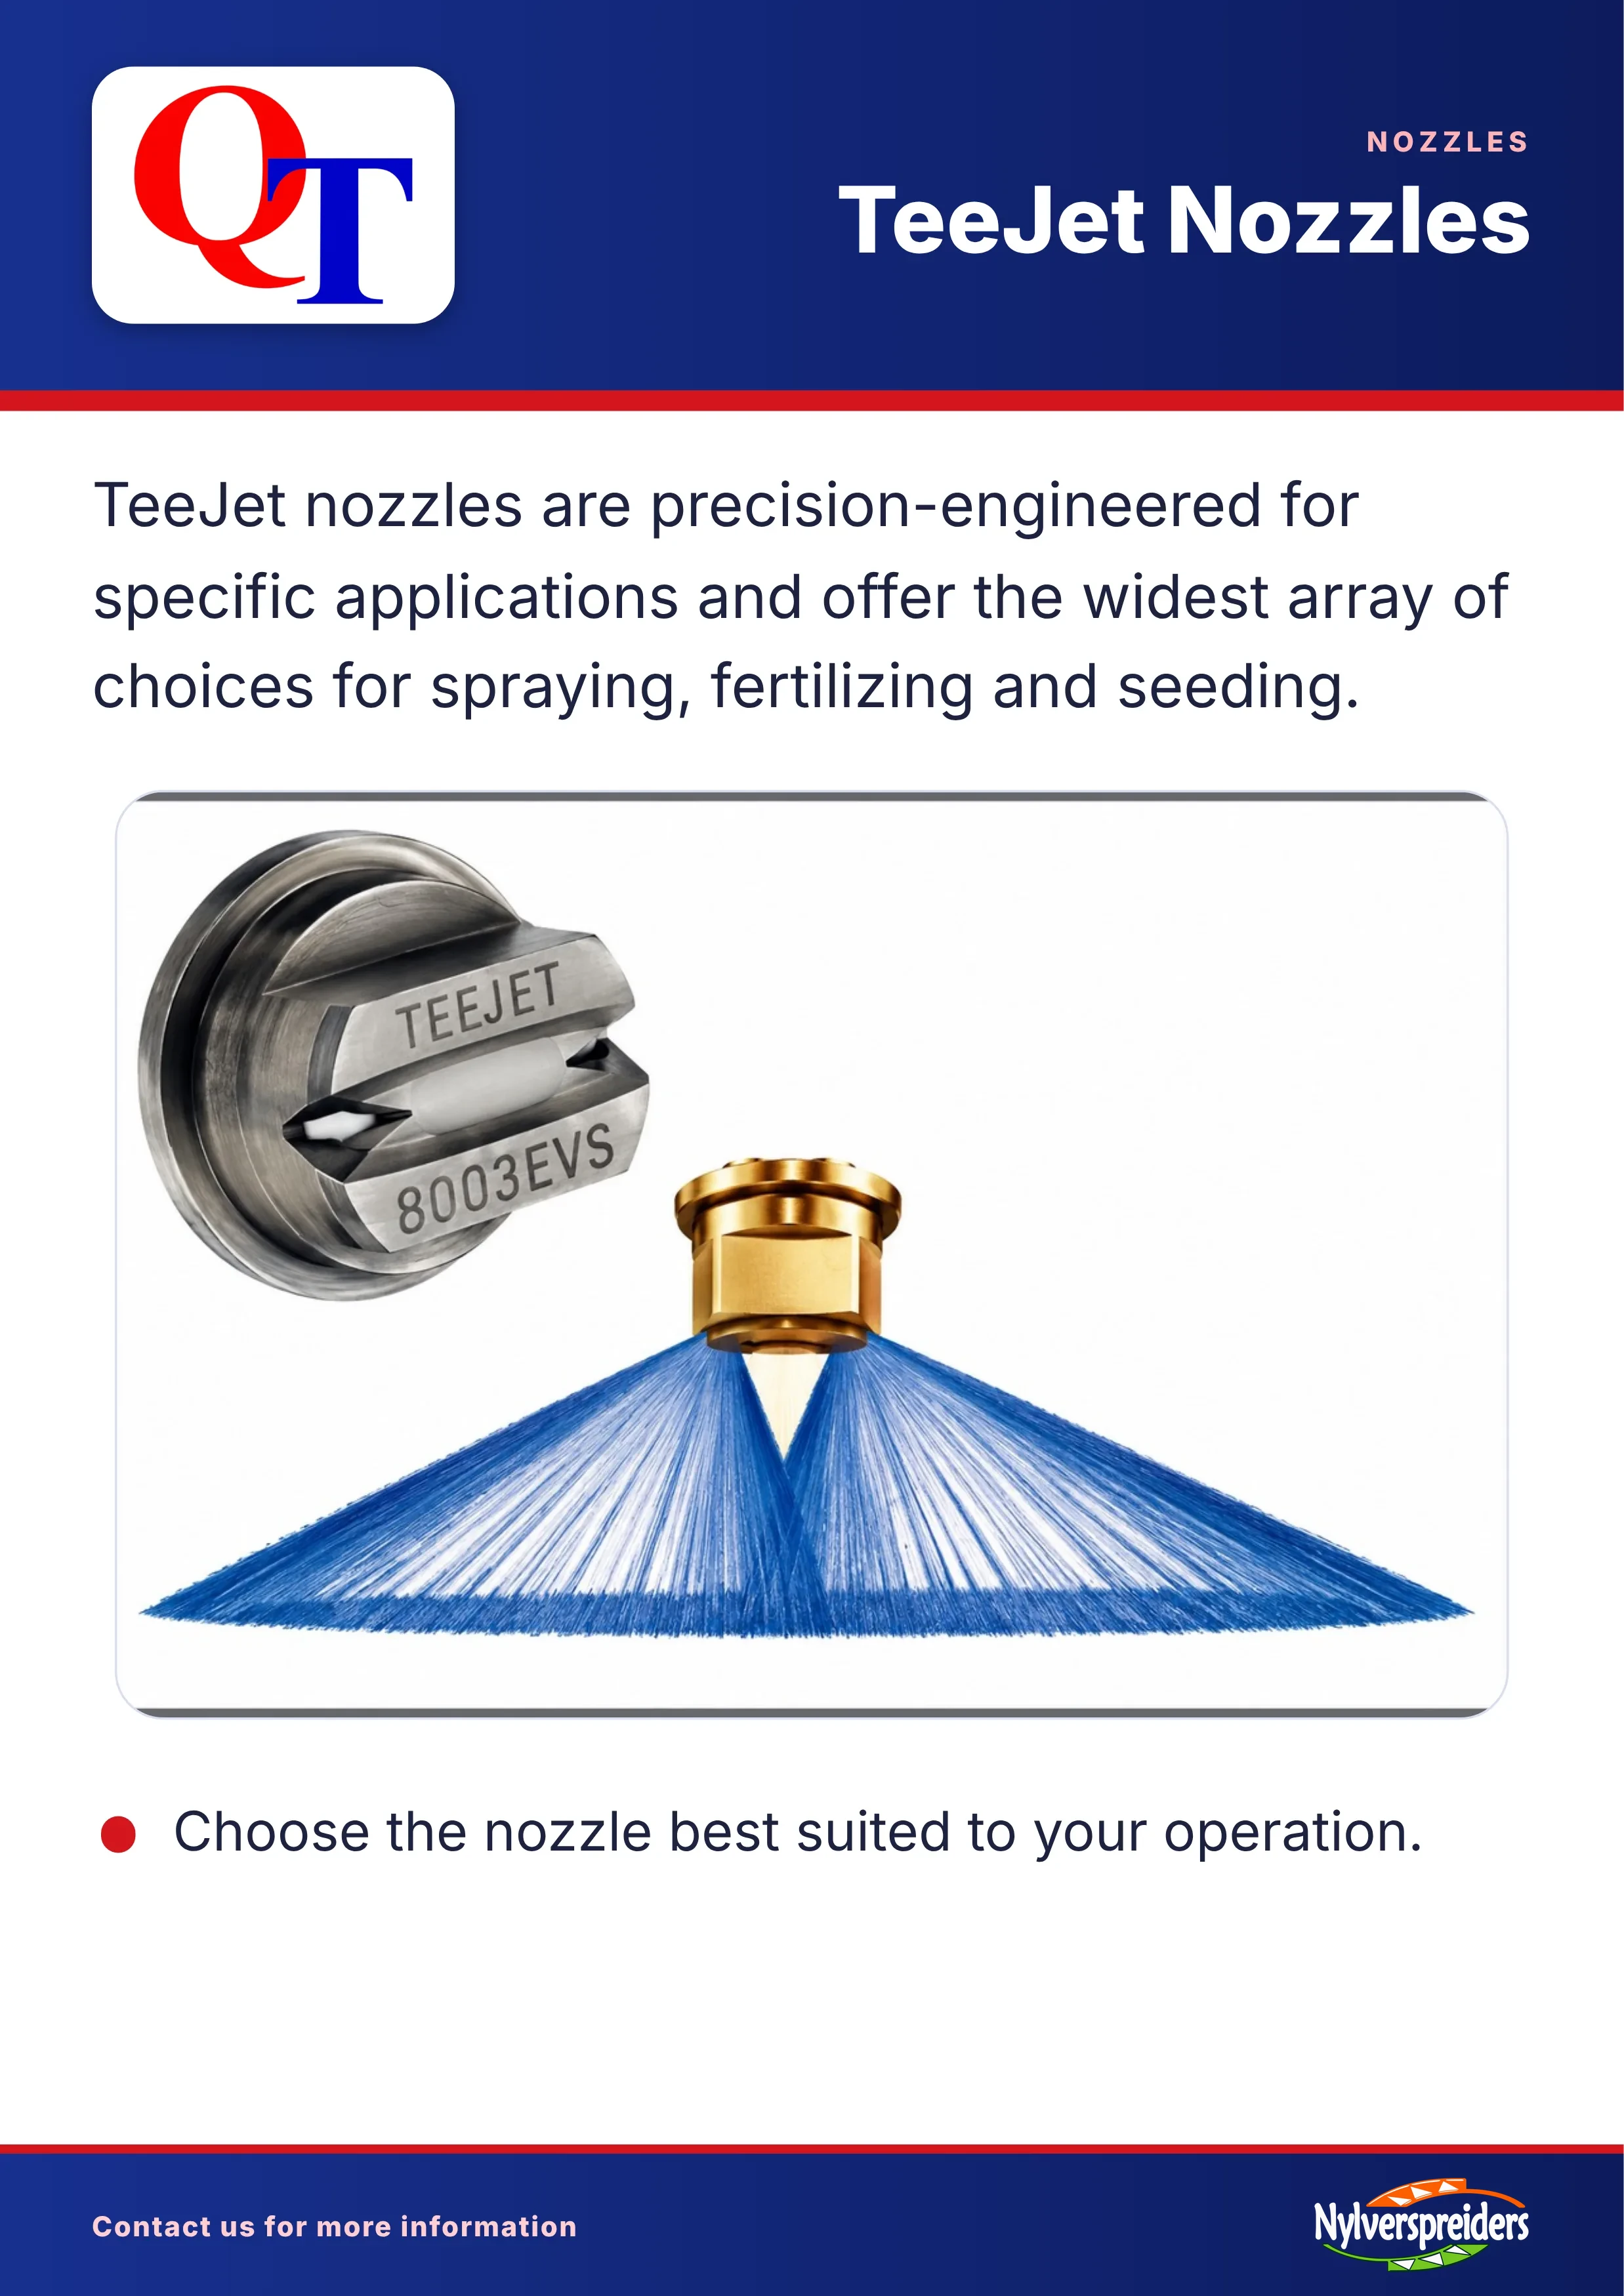 QT
NOZZLES
TeeJet Nozzles
TeeJet nozzles are precision-engineered for
specific applications and offer the widest array of
choices for spraying, fertilizing and seeding.
TEEJET
8003EVS
Choose the nozzle best suited to your operation.
Contact us for more information
Nylverspreiders